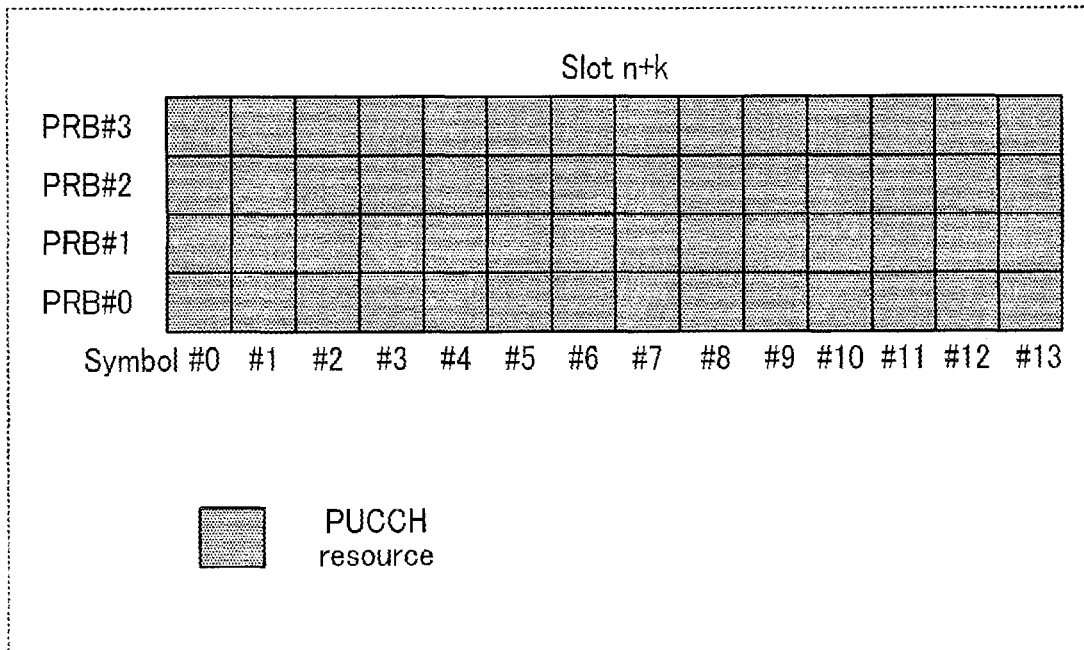 Slot n+k
PRB#3
PRB#2
PRB#1
PRB#0
Symbol #0 #1 #2 #3 #4 #5 #6 #7 #8 #9 #10 #11 #12 #13
PUCCH
resource